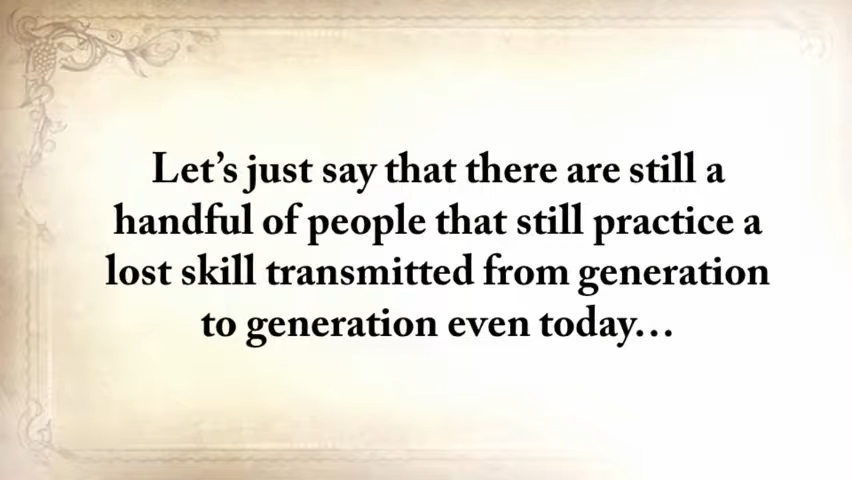 Let’s just say that there are still a
handful of people that still practice a
lost skill transmitted from generation
to generation even today…